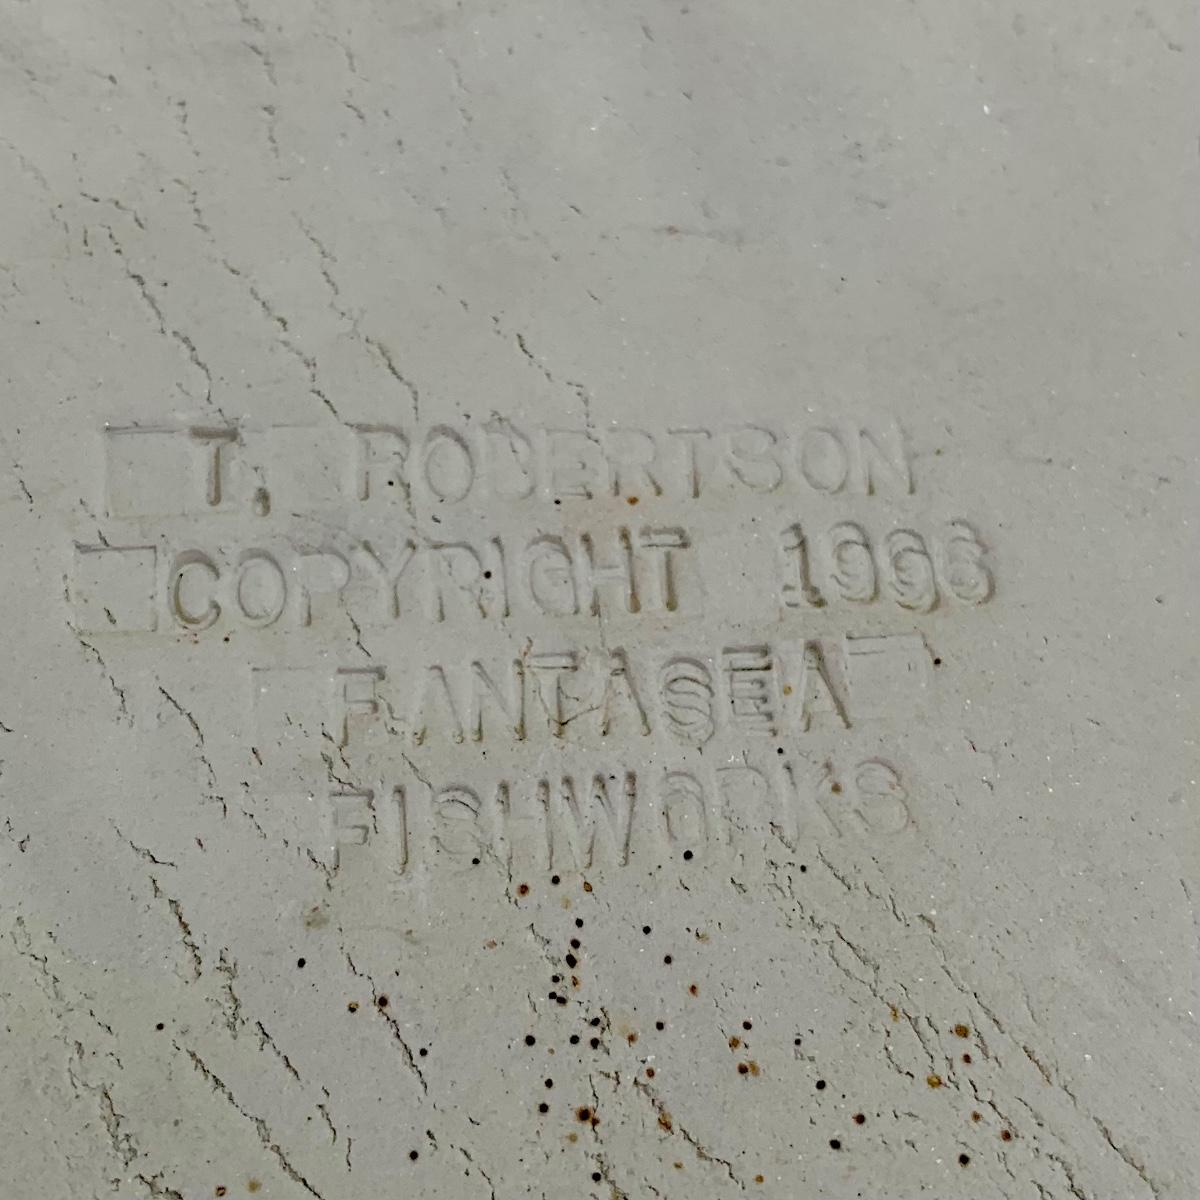 T. ROBERTSON
COPYRIGHT 1996
FANTASEA
FISHWORKS